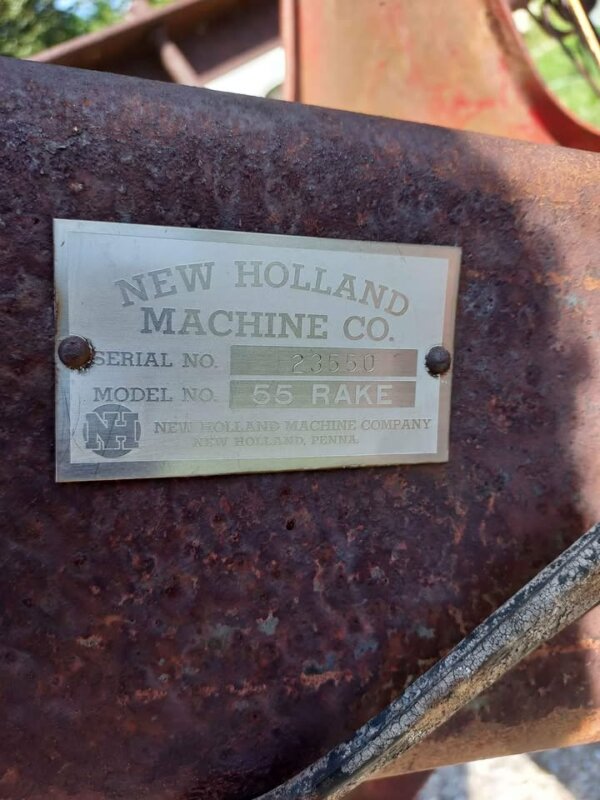 NEW HOLLAND
MACHINE CO.
SERIAL NO. 23550
MODEL NO. 55 RAKE
NH NEW HOLLAND MACHINE COMPANY
NEW HOLLAND, PENNA.